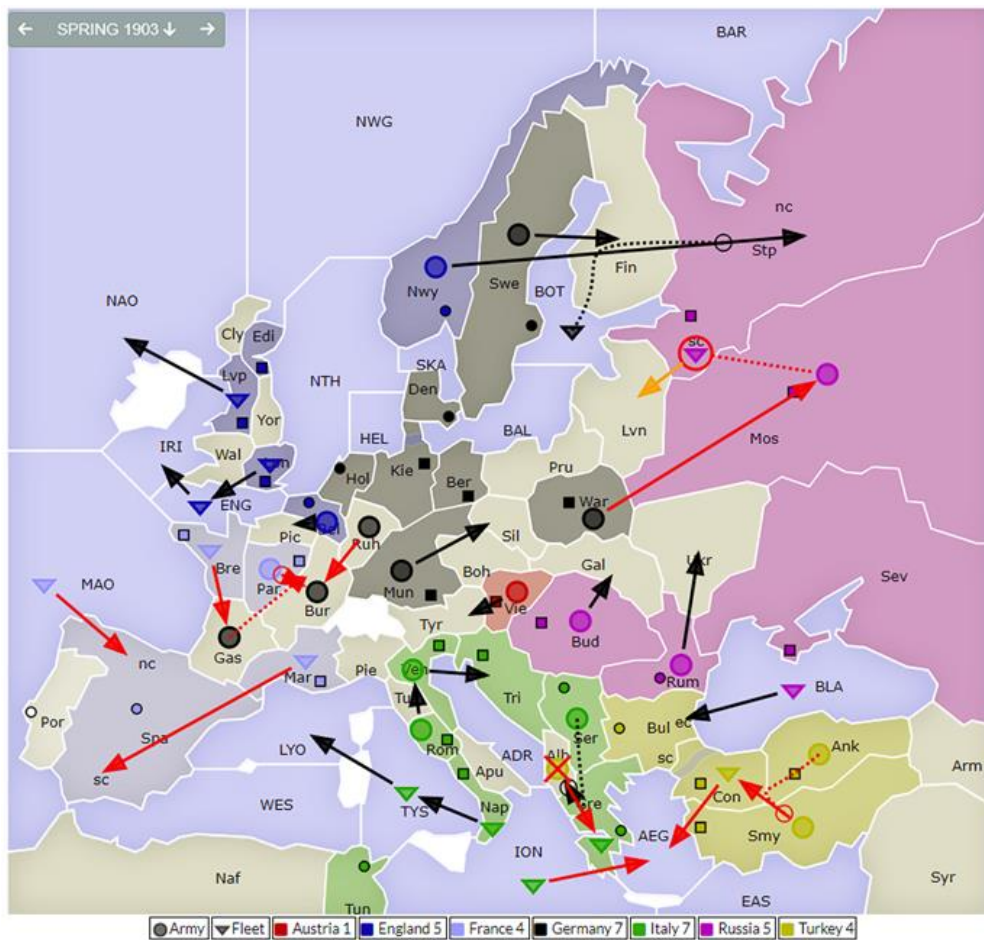 ← SPRING 1903 ↓ →
BAR
NWG
nc
Stp
Fin
NAO
Nwy
Swe
BOT
Cly
Edi
sc
SKA
Lvp
NTH
Den
Yor
Lvn
Mos
IRI
HEL
BAL
Wal
Pru
Kie
Hol
Ber
War
ENG
Bel
Pic
Sil
Ruh
Ukr
Bre
Gal
Boh
Sev
Par
MAO
Mun
Vie
Bur
Tyr
Bud
Gas
nc
Ven
Pie
Mar
Rum
BLA
Tri
Por
Spa
Bul
ec
Ser
Ank
Rom
LYO
ADR
Alb
sc
Arm
sc
Apu
Con
WES
TYS
Nap
Gre
AEG
Smy
ION
Naf
Syr
EAS
Tun
Army Fleet Austria 1 England 5 France 4 Germany 7 Italy 7 Russia 5 Turkey 4